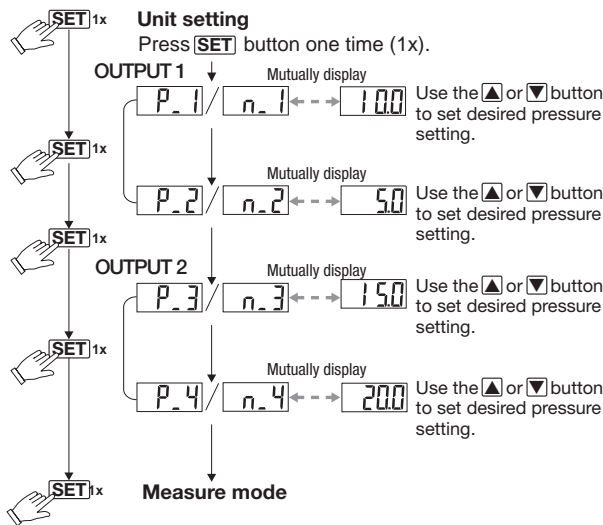 SET 1x Unit setting
Press SET button one time (1x).
OUTPUT 1
Mutually display
P_1 / n_1 10.0
Use the ▲ or ▼ button
to set desired pressure
setting.
SET 1x
Mutually display
P_2 / n_2 5.0
Use the ▲ or ▼ button
to set desired pressure
setting.
SET 1x
OUTPUT 2
Mutually display
P_3 / n_3 15.0
Use the ▲ or ▼ button
to set desired pressure
setting.
SET 1x
Mutually display
P_4 / n_4 20.0
Use the ▲ or ▼ button
to set desired pressure
setting.
SET 1x Measure mode